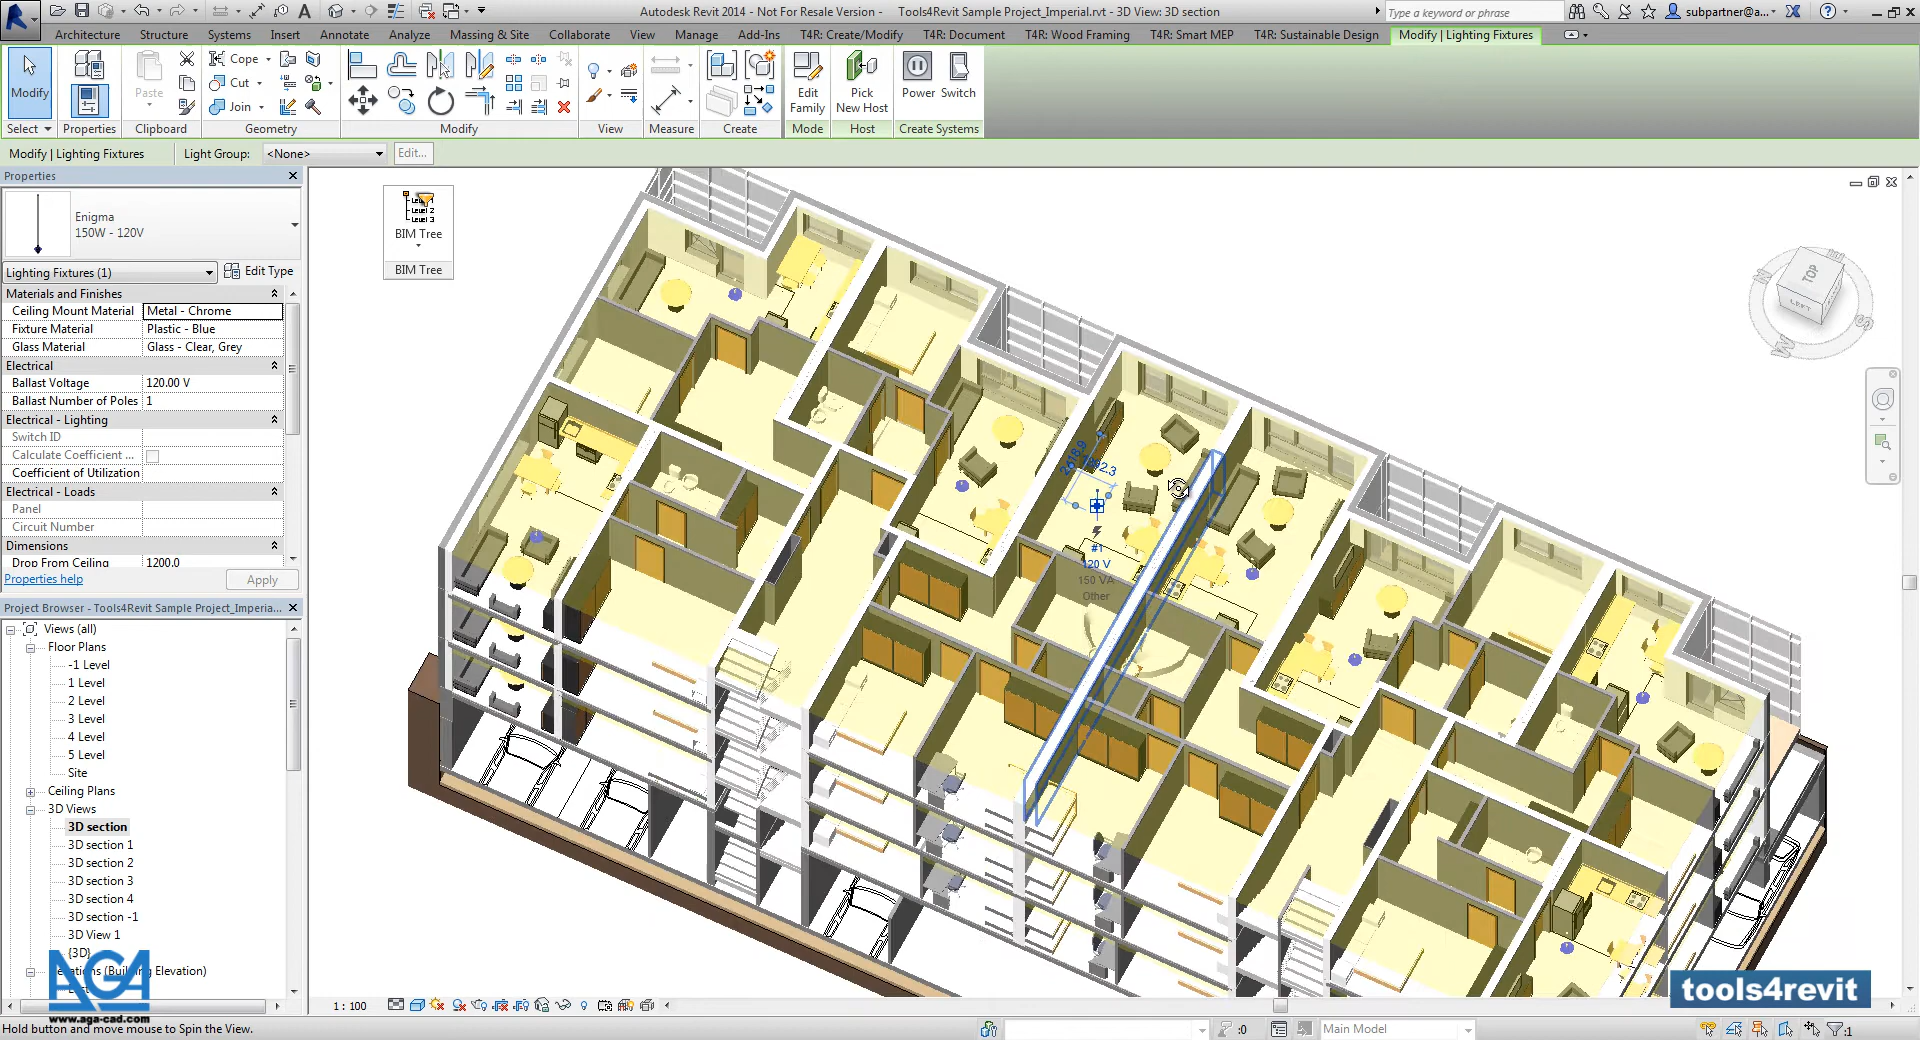 Autodesk Revit 2014 - Not For Resale Version - Tools4Revit Sample Project_Imperial.rvt - 3D View: 3D section
Type a keyword or phrase
subpartner@a...
Architecture Structure Systems Insert Annotate Analyze Massing & Site Collaborate View Manage Add-Ins T4R: Create/Modify T4R: Document T4R: Wood Framing T4R: Smart MEP T4R: Sustainable Design Modify | Lighting Fixtures
Modify
Paste
Cope
Cut
Join
Edit Family
Pick New Host
Power Switch
Select Properties Clipboard Geometry Modify View Measure Create Mode Host Create Systems
Modify | Lighting Fixtures Light Group: <None> Edit...
Properties
Enigma
150W - 120V
Lighting Fixtures (1) Edit Type
Materials and Finishes
Ceiling Mount Material Metal - Chrome
Fixture Material Plastic - Blue
Glass Material Glass - Clear, Grey
Electrical
Ballast Voltage 120.00 V
Ballast Number of Poles 1
Electrical - Lighting
Switch ID
Calculate Coefficient ...
Coefficient of Utilization
Electrical - Loads
Panel
Circuit Number
Dimensions
Drop From Ceiling 1200.0
Properties help Apply
Project Browser - Tools4Revit Sample Project_Imperia...
Views (all)
Floor Plans
-1 Level
1 Level
2 Level
3 Level
4 Level
5 Level
Site
Ceiling Plans
3D Views
3D section
3D section 1
3D section 2
3D section 3
3D section 4
3D section -1
3D View 1
{3D}
(Building Elevation)
AGA
www.aga-cad.com
Level 2
Level 3
BIM Tree
BIM Tree
#1
120 V
150 VA
Other
TOP
LEFT
W
S
1 : 100
tools4revit
Hold button and move mouse to Spin the View.
:0
Main Model
:1